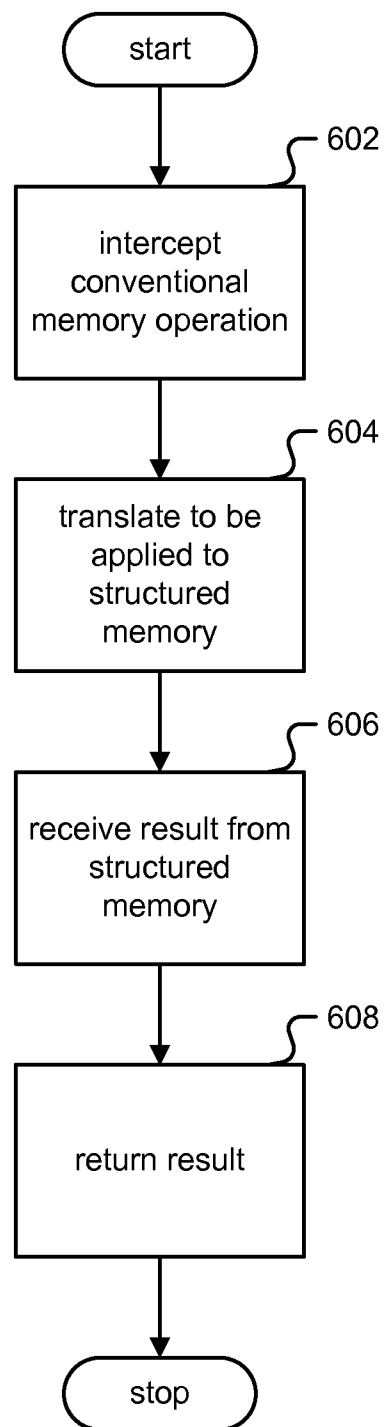 start
602
intercept
conventional
memory operation
604
translate to be
applied to
structured
memory
606
receive result from
structured
memory
608
return result
stop